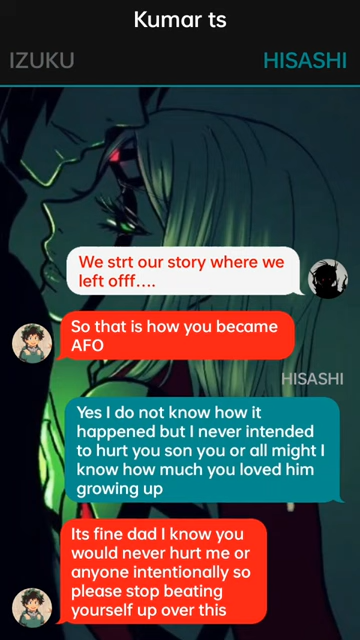 Kumar ts
IZUKU
HISASHI
We strt our story where we
left offf....
So that is how you became
AFO
HISASHI
Yes I do not know how it
happened but I never intended
to hurt you son you or all might I
know how much you loved him
growing up
Its fine dad I know you
would never hurt me or
anyone intentionally so
please stop beating
yourself up over this